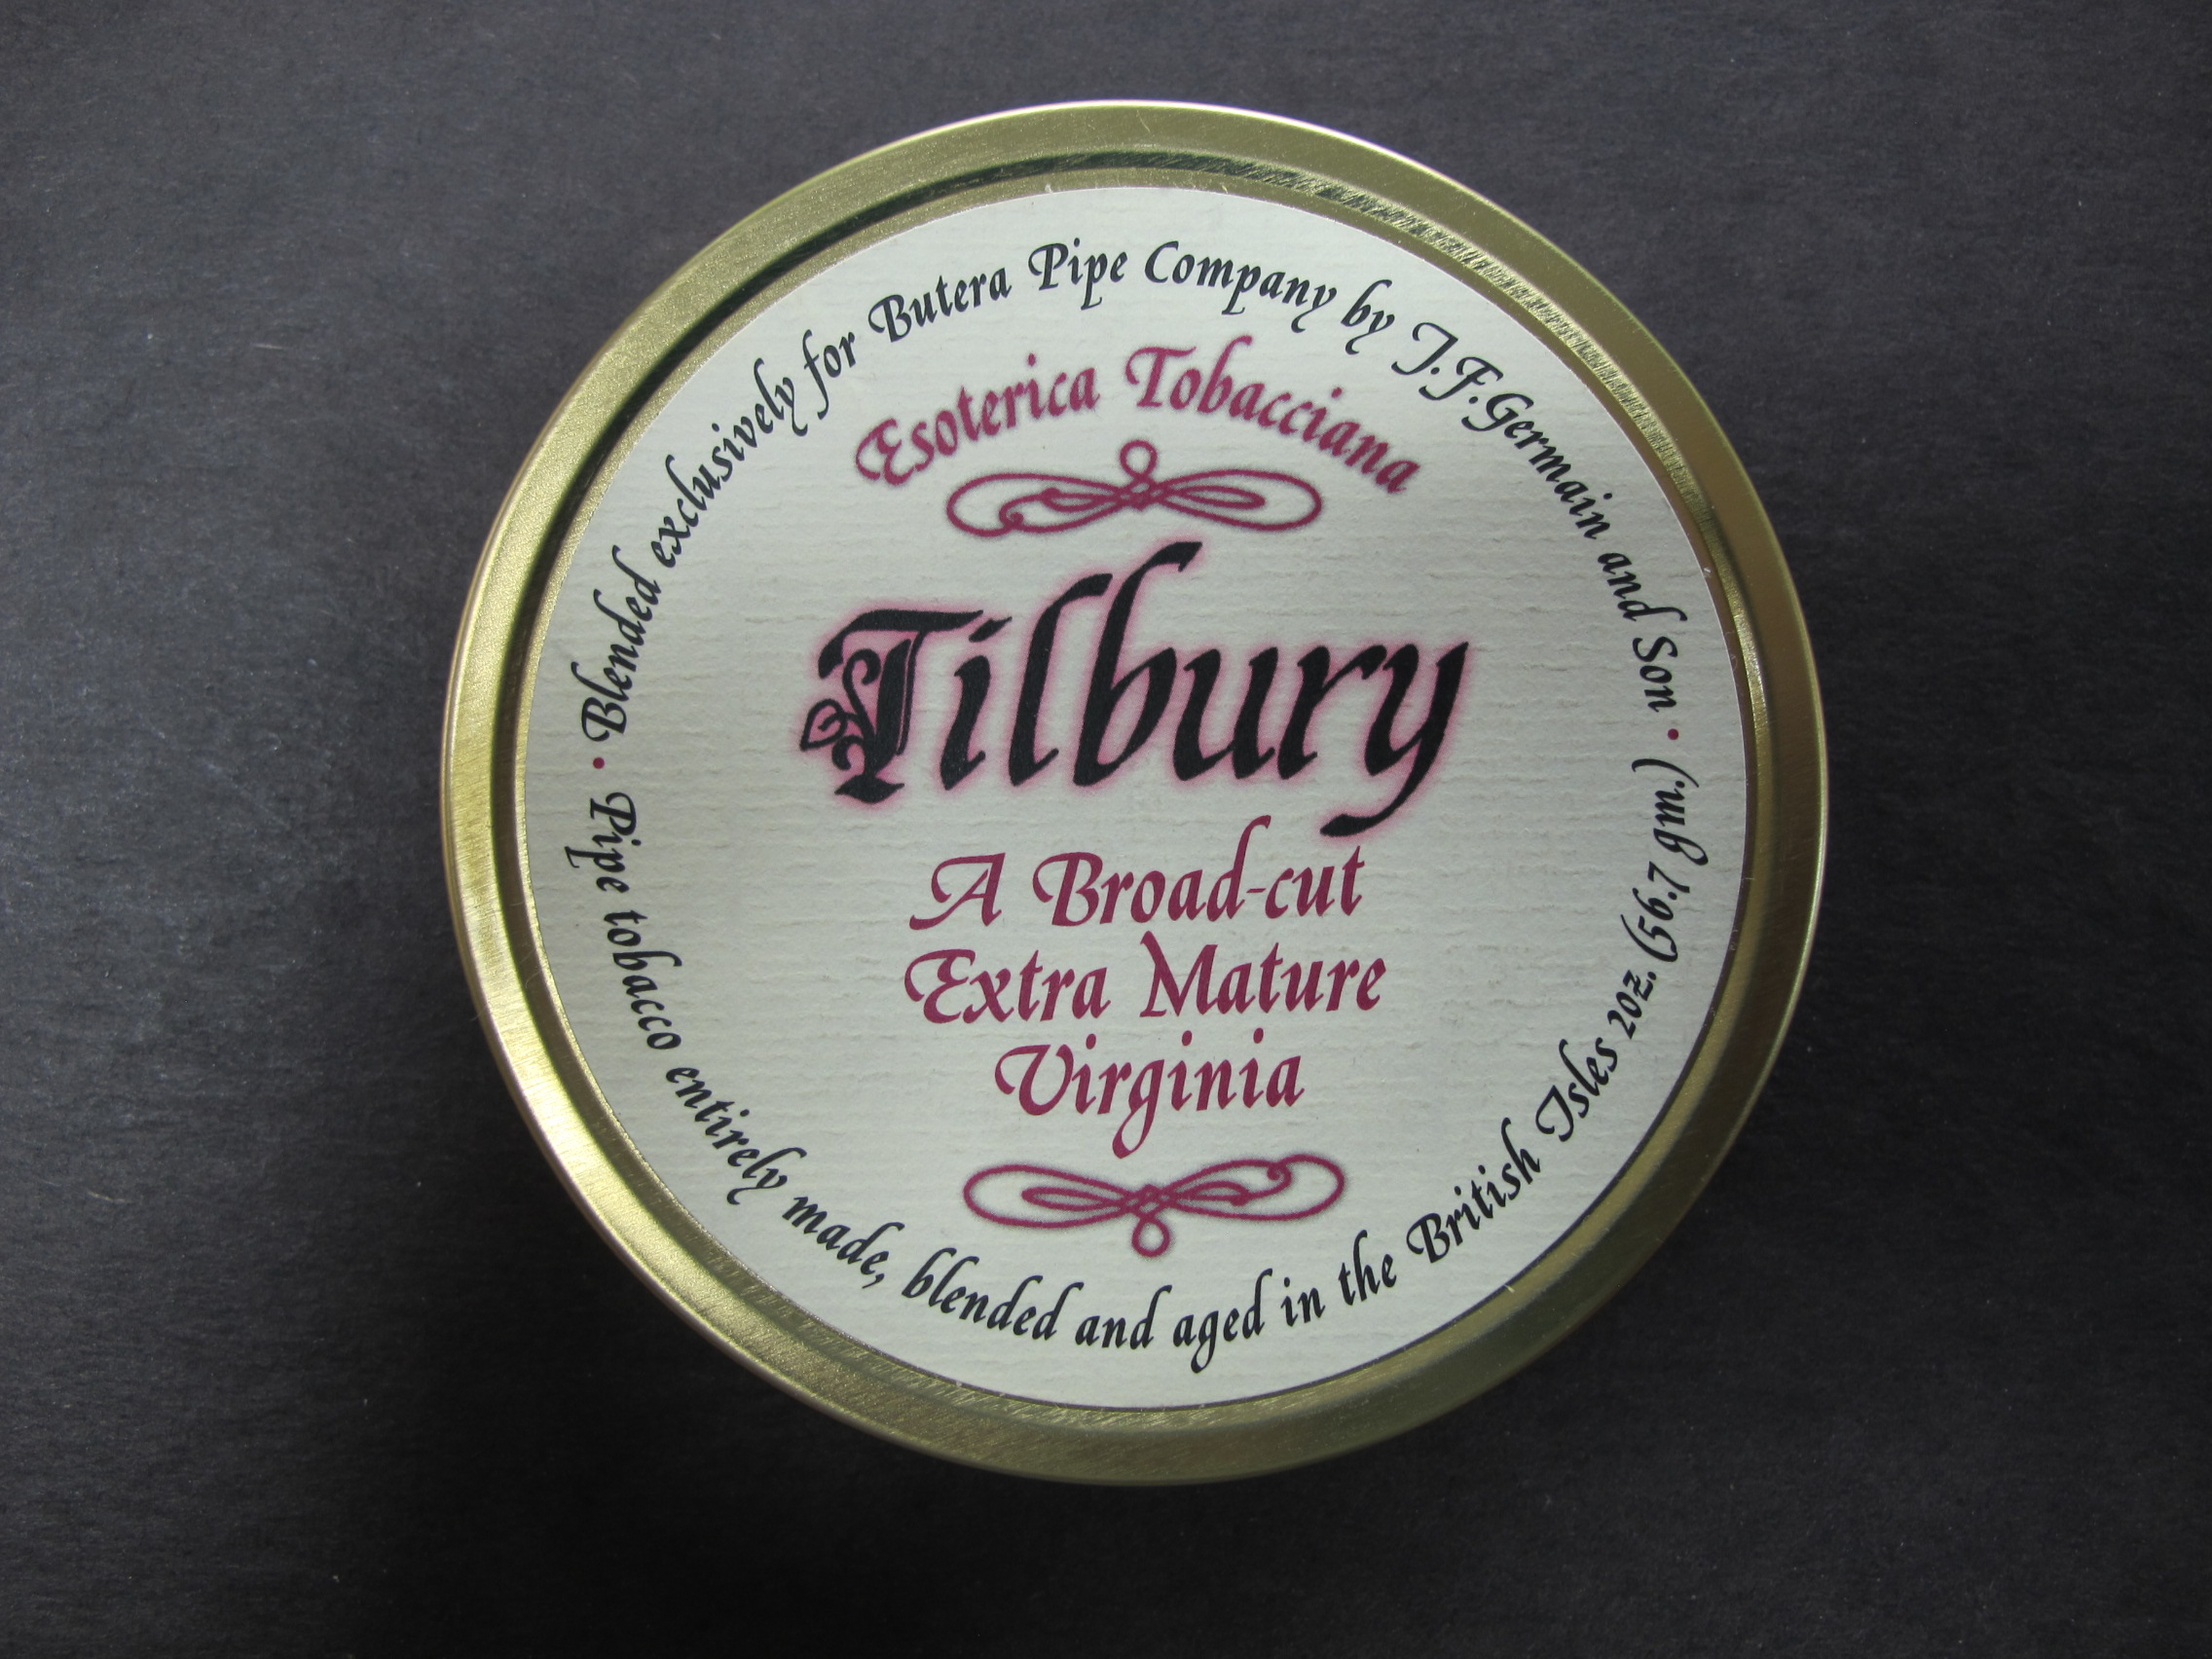 Blended exclusively for Butera Pipe Company by J.F.Germain and Son
Esoterica Tobacciana
Tilbury
A Broad-cut
Extra Mature
Virginia
Pipe tobacco entirely made, blended and aged in the British Isles 2oz. (56.7 gm.)